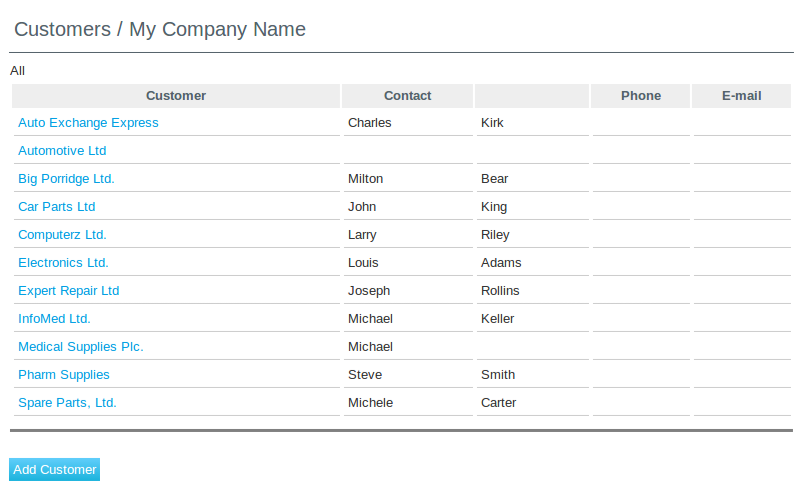 Customers / My Company Name
All
Customer Contact Phone E-mail
Auto Exchange Express Charles Kirk
Automotive Ltd
Big Porridge Ltd. Milton Bear
Car Parts Ltd John King
Computerz Ltd. Larry Riley
Electronics Ltd. Louis Adams
Expert Repair Ltd Joseph Rollins
InfoMed Ltd. Michael Keller
Medical Supplies Plc. Michael
Pharm Supplies Steve Smith
Spare Parts, Ltd. Michele Carter
Add Customer